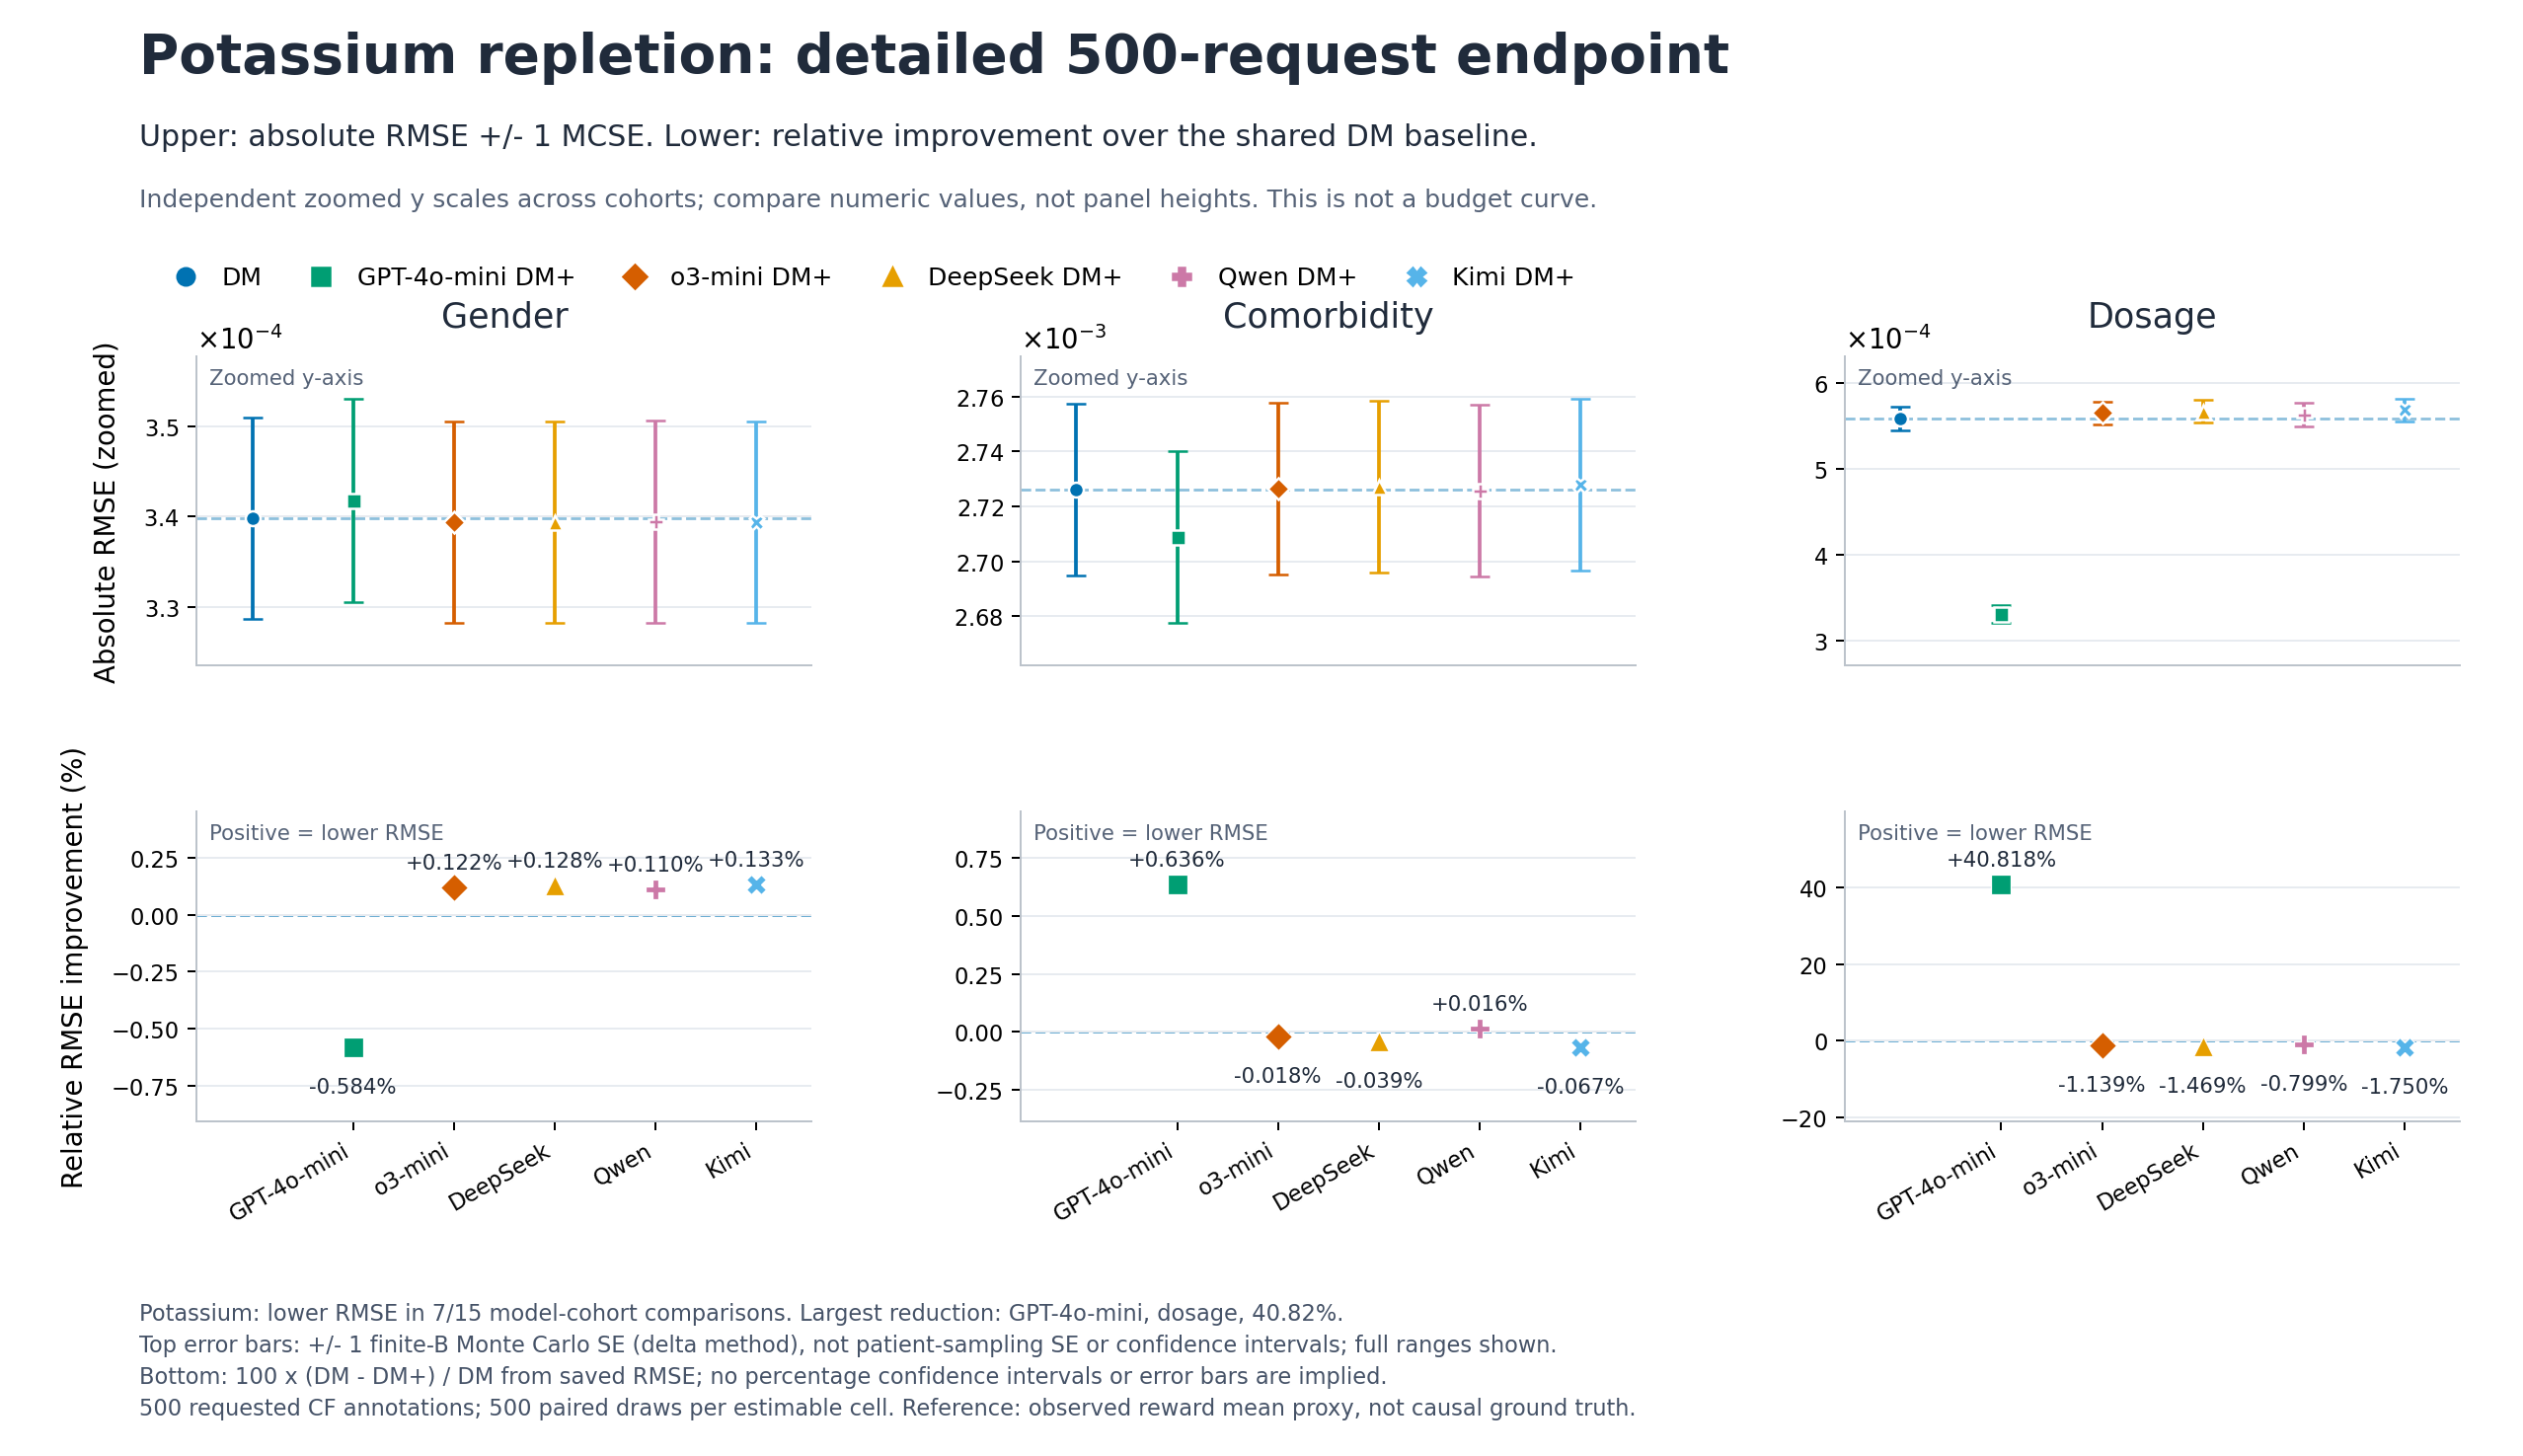 Potassium repletion: detailed 500-request endpoint
Upper: absolute RMSE +/- 1 MCSE. Lower: relative improvement over the shared DM baseline.
Independent zoomed y scales across cohorts; compare numeric values, not panel heights. This is not a budget curve.
DM GPT-4o-mini DM+ o3-mini DM+ DeepSeek DM+ Qwen DM+ Kimi DM+
Gender
×10⁻⁴
Absolute RMSE (zoomed)
Zoomed y-axis
3.5
3.4
3.3
Comorbidity
×10⁻³
Zoomed y-axis
2.76
2.74
2.72
2.70
2.68
Dosage
×10⁻⁴
Zoomed y-axis
6
5
4
3
Relative RMSE improvement (%)
Positive = lower RMSE
0.25
0.00
−0.25
−0.50
−0.75
+0.122% +0.128% +0.110% +0.133%
-0.584%
GPT-4o-mini o3-mini DeepSeek Qwen Kimi
Positive = lower RMSE
0.75
0.50
0.25
0.00
−0.25
+0.636%
+0.016%
-0.018% -0.039% -0.067%
GPT-4o-mini o3-mini DeepSeek Qwen Kimi
Positive = lower RMSE
40
20
0
−20
+40.818%
-1.139% -1.469% -0.799% -1.750%
GPT-4o-mini o3-mini DeepSeek Qwen Kimi
Potassium: lower RMSE in 7/15 model-cohort comparisons. Largest reduction: GPT-4o-mini, dosage, 40.82%.
Top error bars: +/- 1 finite-B Monte Carlo SE (delta method), not patient-sampling SE or confidence intervals; full ranges shown.
Bottom: 100 x (DM - DM+) / DM from saved RMSE; no percentage confidence intervals or error bars are implied.
500 requested CF annotations; 500 paired draws per estimable cell. Reference: observed reward mean proxy, not causal ground truth.